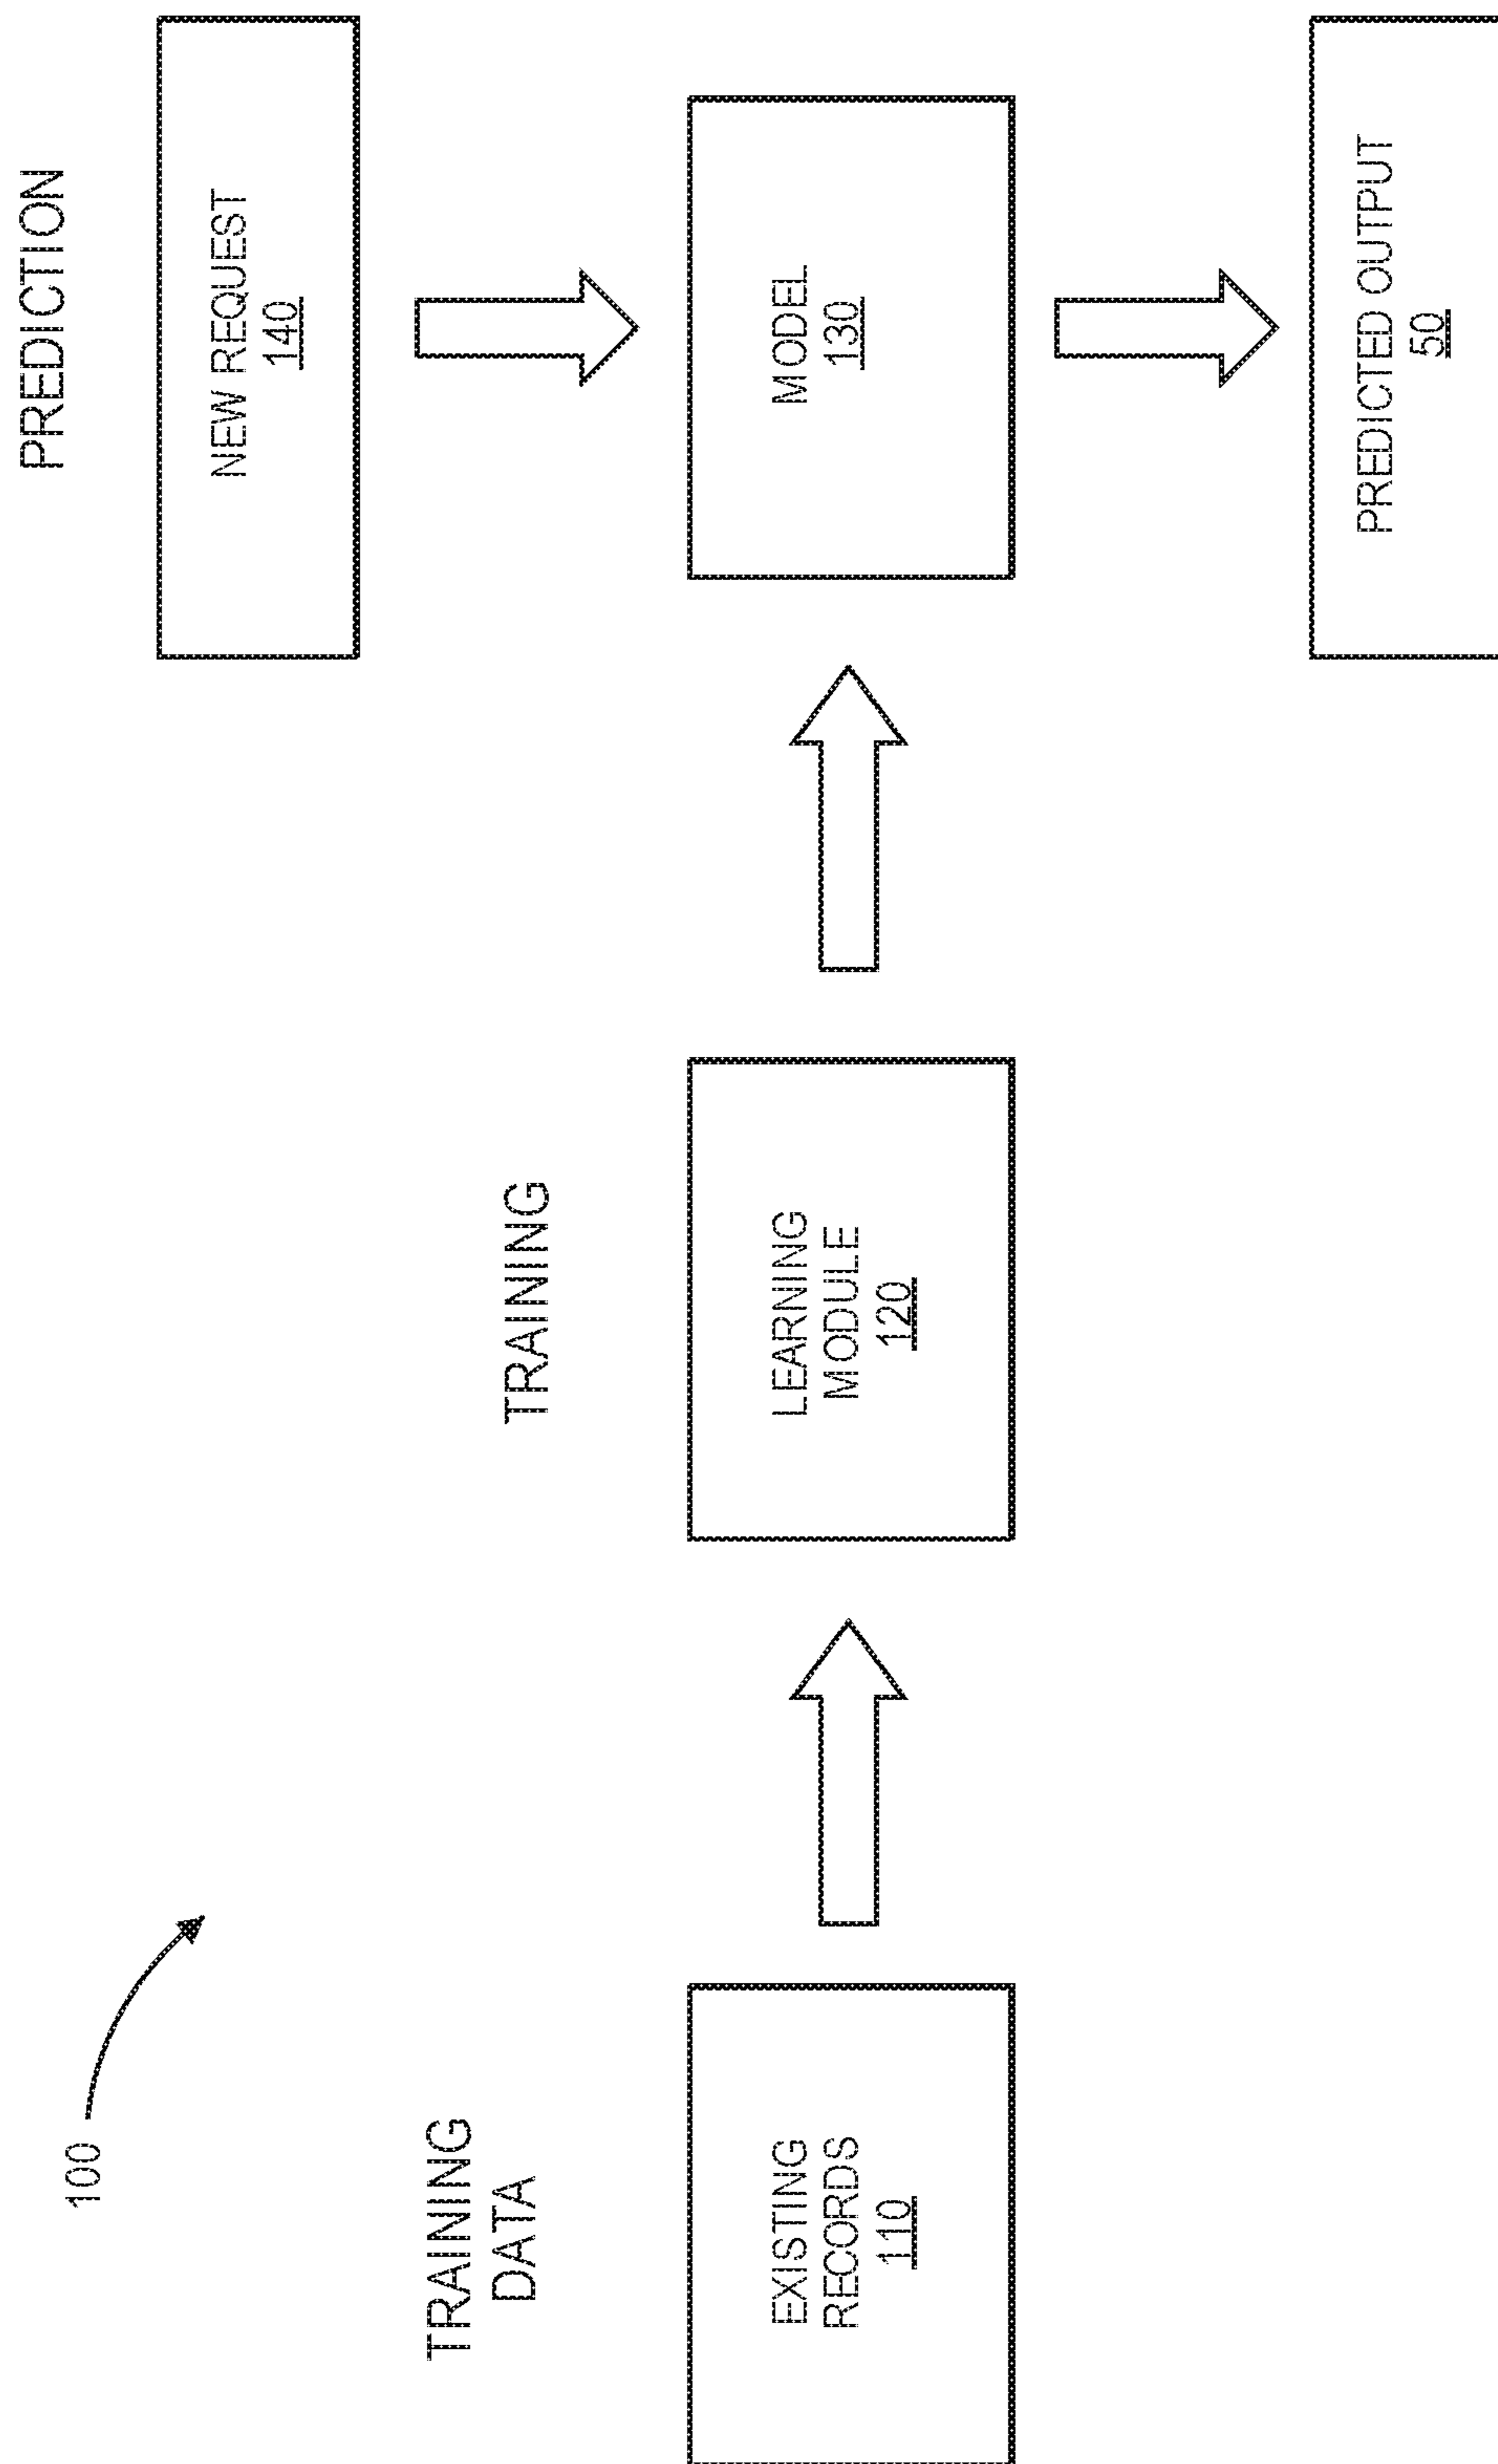 100
TRAINING
DATA
EXISTING
RECORDS
110
TRAINING
LEARNING
MODULE
120
PREDICTION
NEW REQUEST
140
MODEL
130
PREDICTED OUTPUT
50